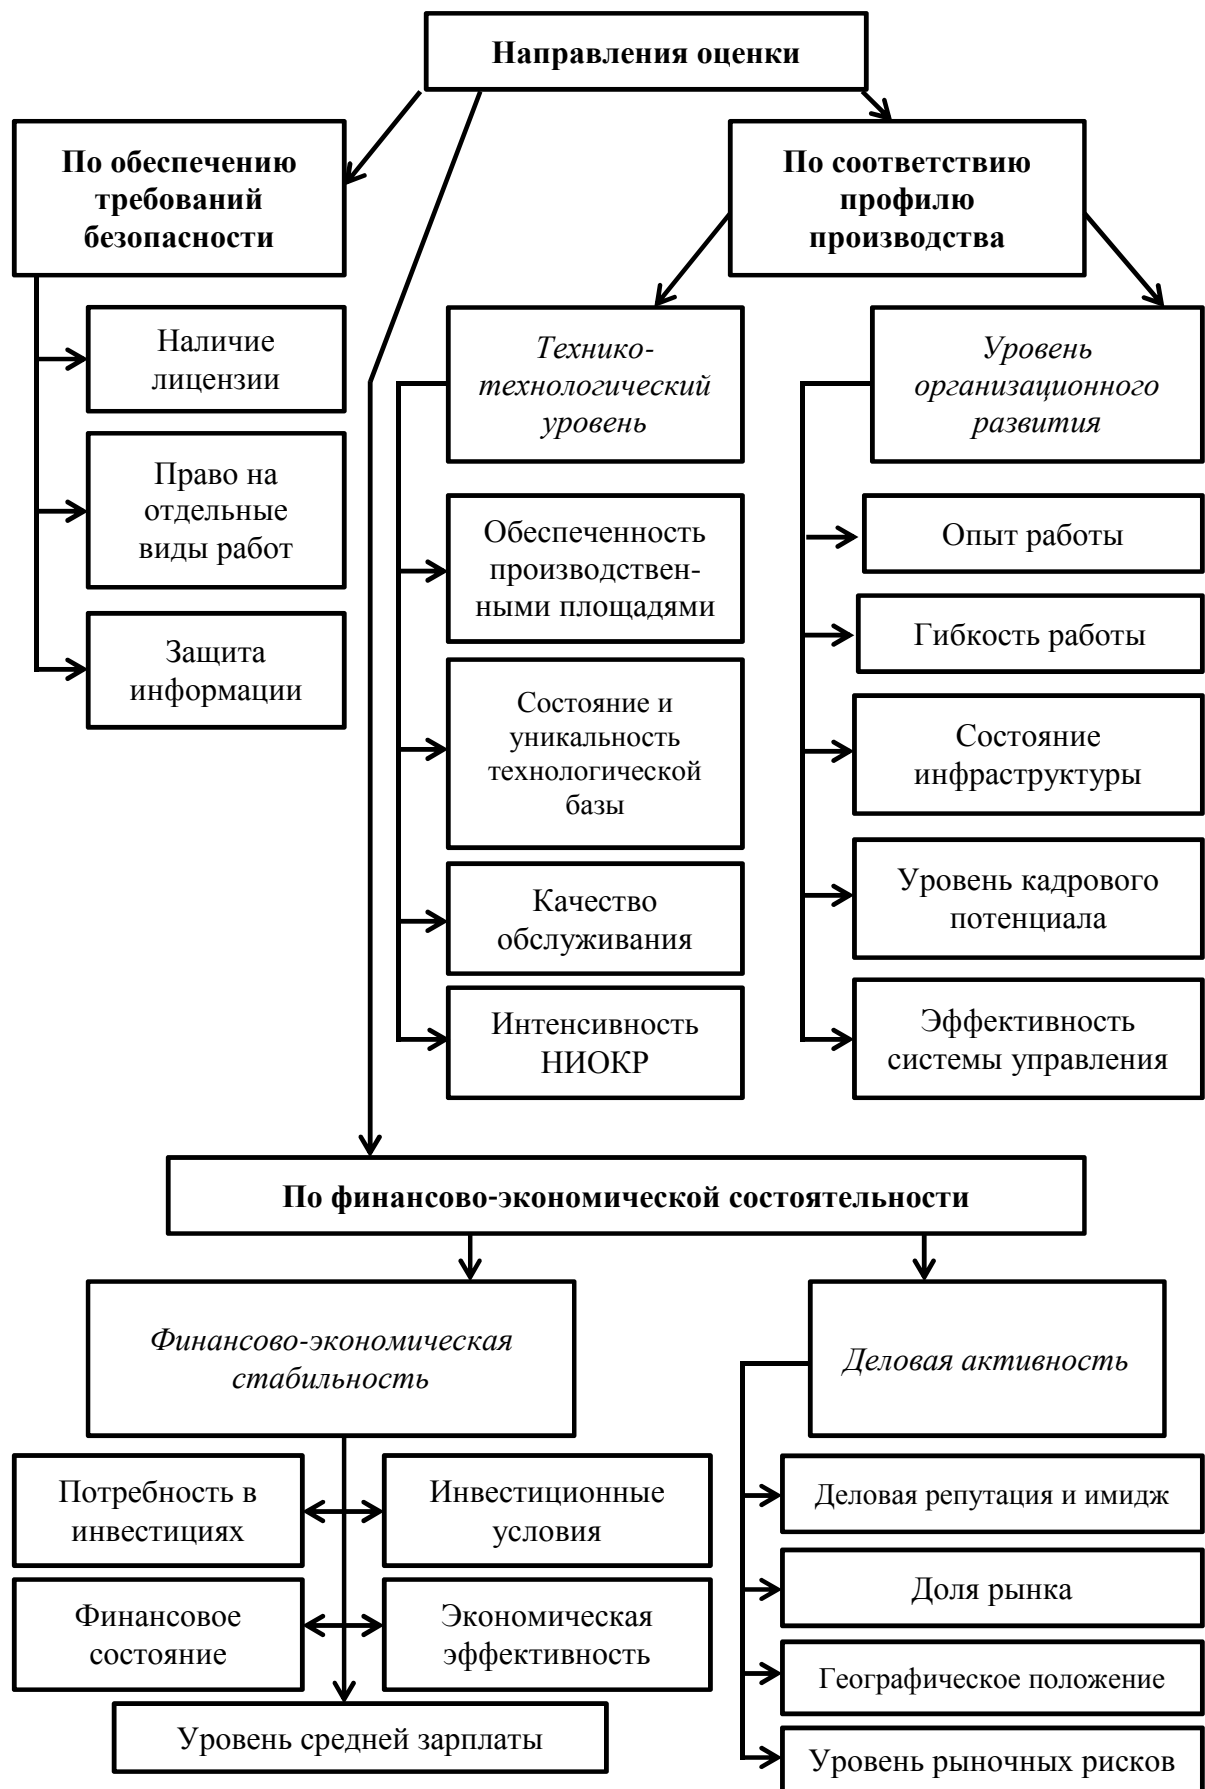 Направления оценки
По обеспечению
требований
безопасности
Наличие
лицензии
Право на
отдельные
виды работ
Защита
информации
По соответствию
профилю
производства
Технико-
технологический
уровень
Обеспеченность
производствен-
ными площадями
Состояние и
уникальность
технологической
базы
Качество
обслуживания
Интенсивность
НИОКР
Уровень
организационного
развития
Опыт работы
Гибкость работы
Состояние
инфраструктуры
Уровень кадрового
потенциала
Эффективность
системы управления
По финансово-экономической состоятельности
Финансово-экономическая
стабильность
Потребность в
инвестициях
Инвестиционные
условия
Финансовое
состояние
Экономическая
эффективность
Уровень средней зарплаты
Деловая активность
Деловая репутация и имидж
Доля рынка
Географическое положение
Уровень рыночных рисков